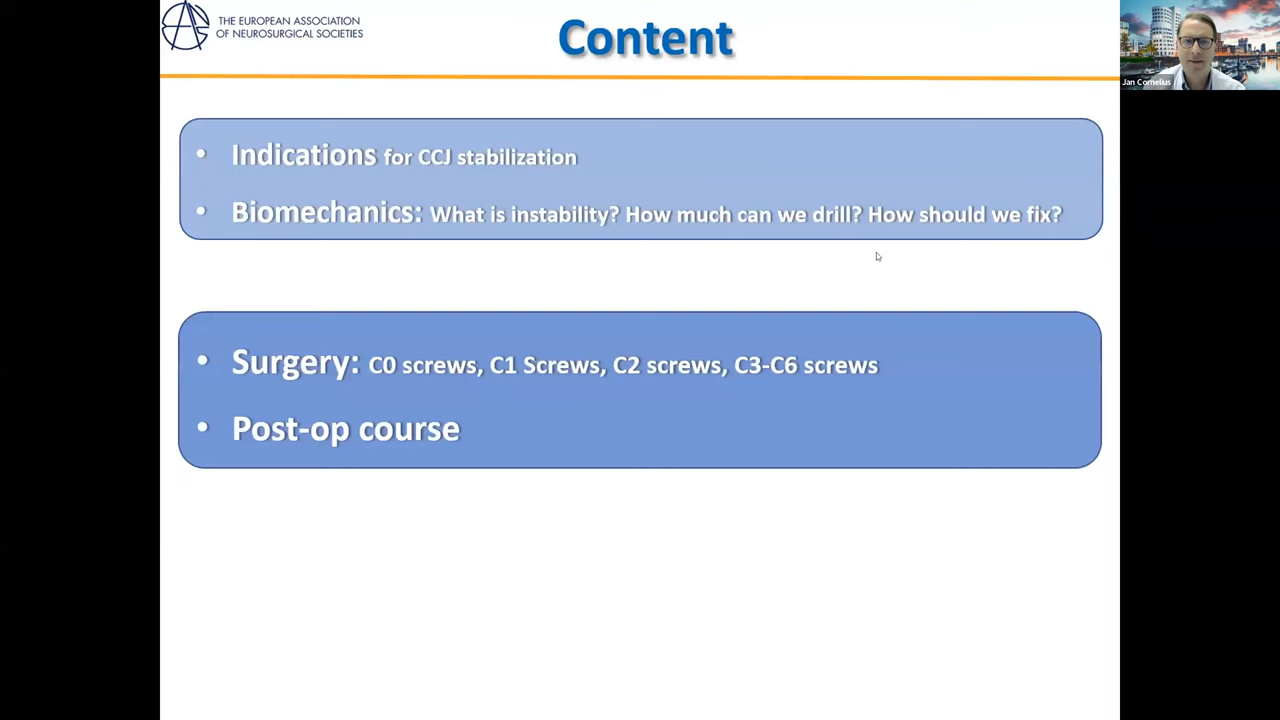 THE EUROPEAN ASSOCIATION
OF NEUROSURGICAL SOCIETIES
Content
Jan Cornelius
• Indications for CCJ stabilization
• Biomechanics: What is instability? How much can we drill? How should we fix?
• Surgery: C0 screws, C1 Screws, C2 screws, C3-C6 screws
• Post-op course